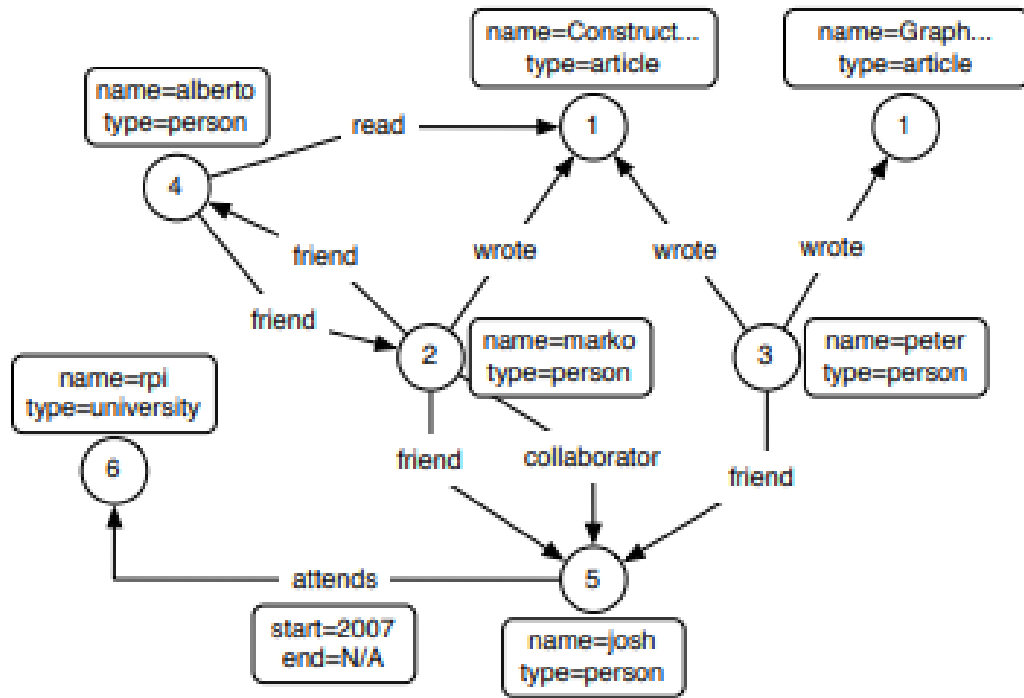 name=Construct...
type=article
name=Graph...
type=article
name=alberto
type=person
read
1
1
4
friend
wrote
wrote
wrote
friend
2
name=marko
type=person
3
name=peter
type=person
name=rpi
type=university
6
friend
collaborator
friend
attends
5
start=2007
end=N/A
name=josh
type=person